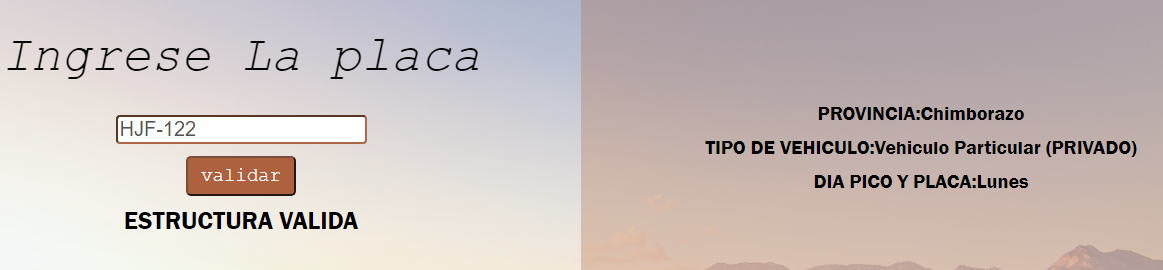 Ingrese La placa
HJF-122
validar
ESTRUCTURA VALIDA
PROVINCIA:Chimborazo
TIPO DE VEHICULO:Vehiculo Particular (PRIVADO)
DIA PICO Y PLACA:Lunes